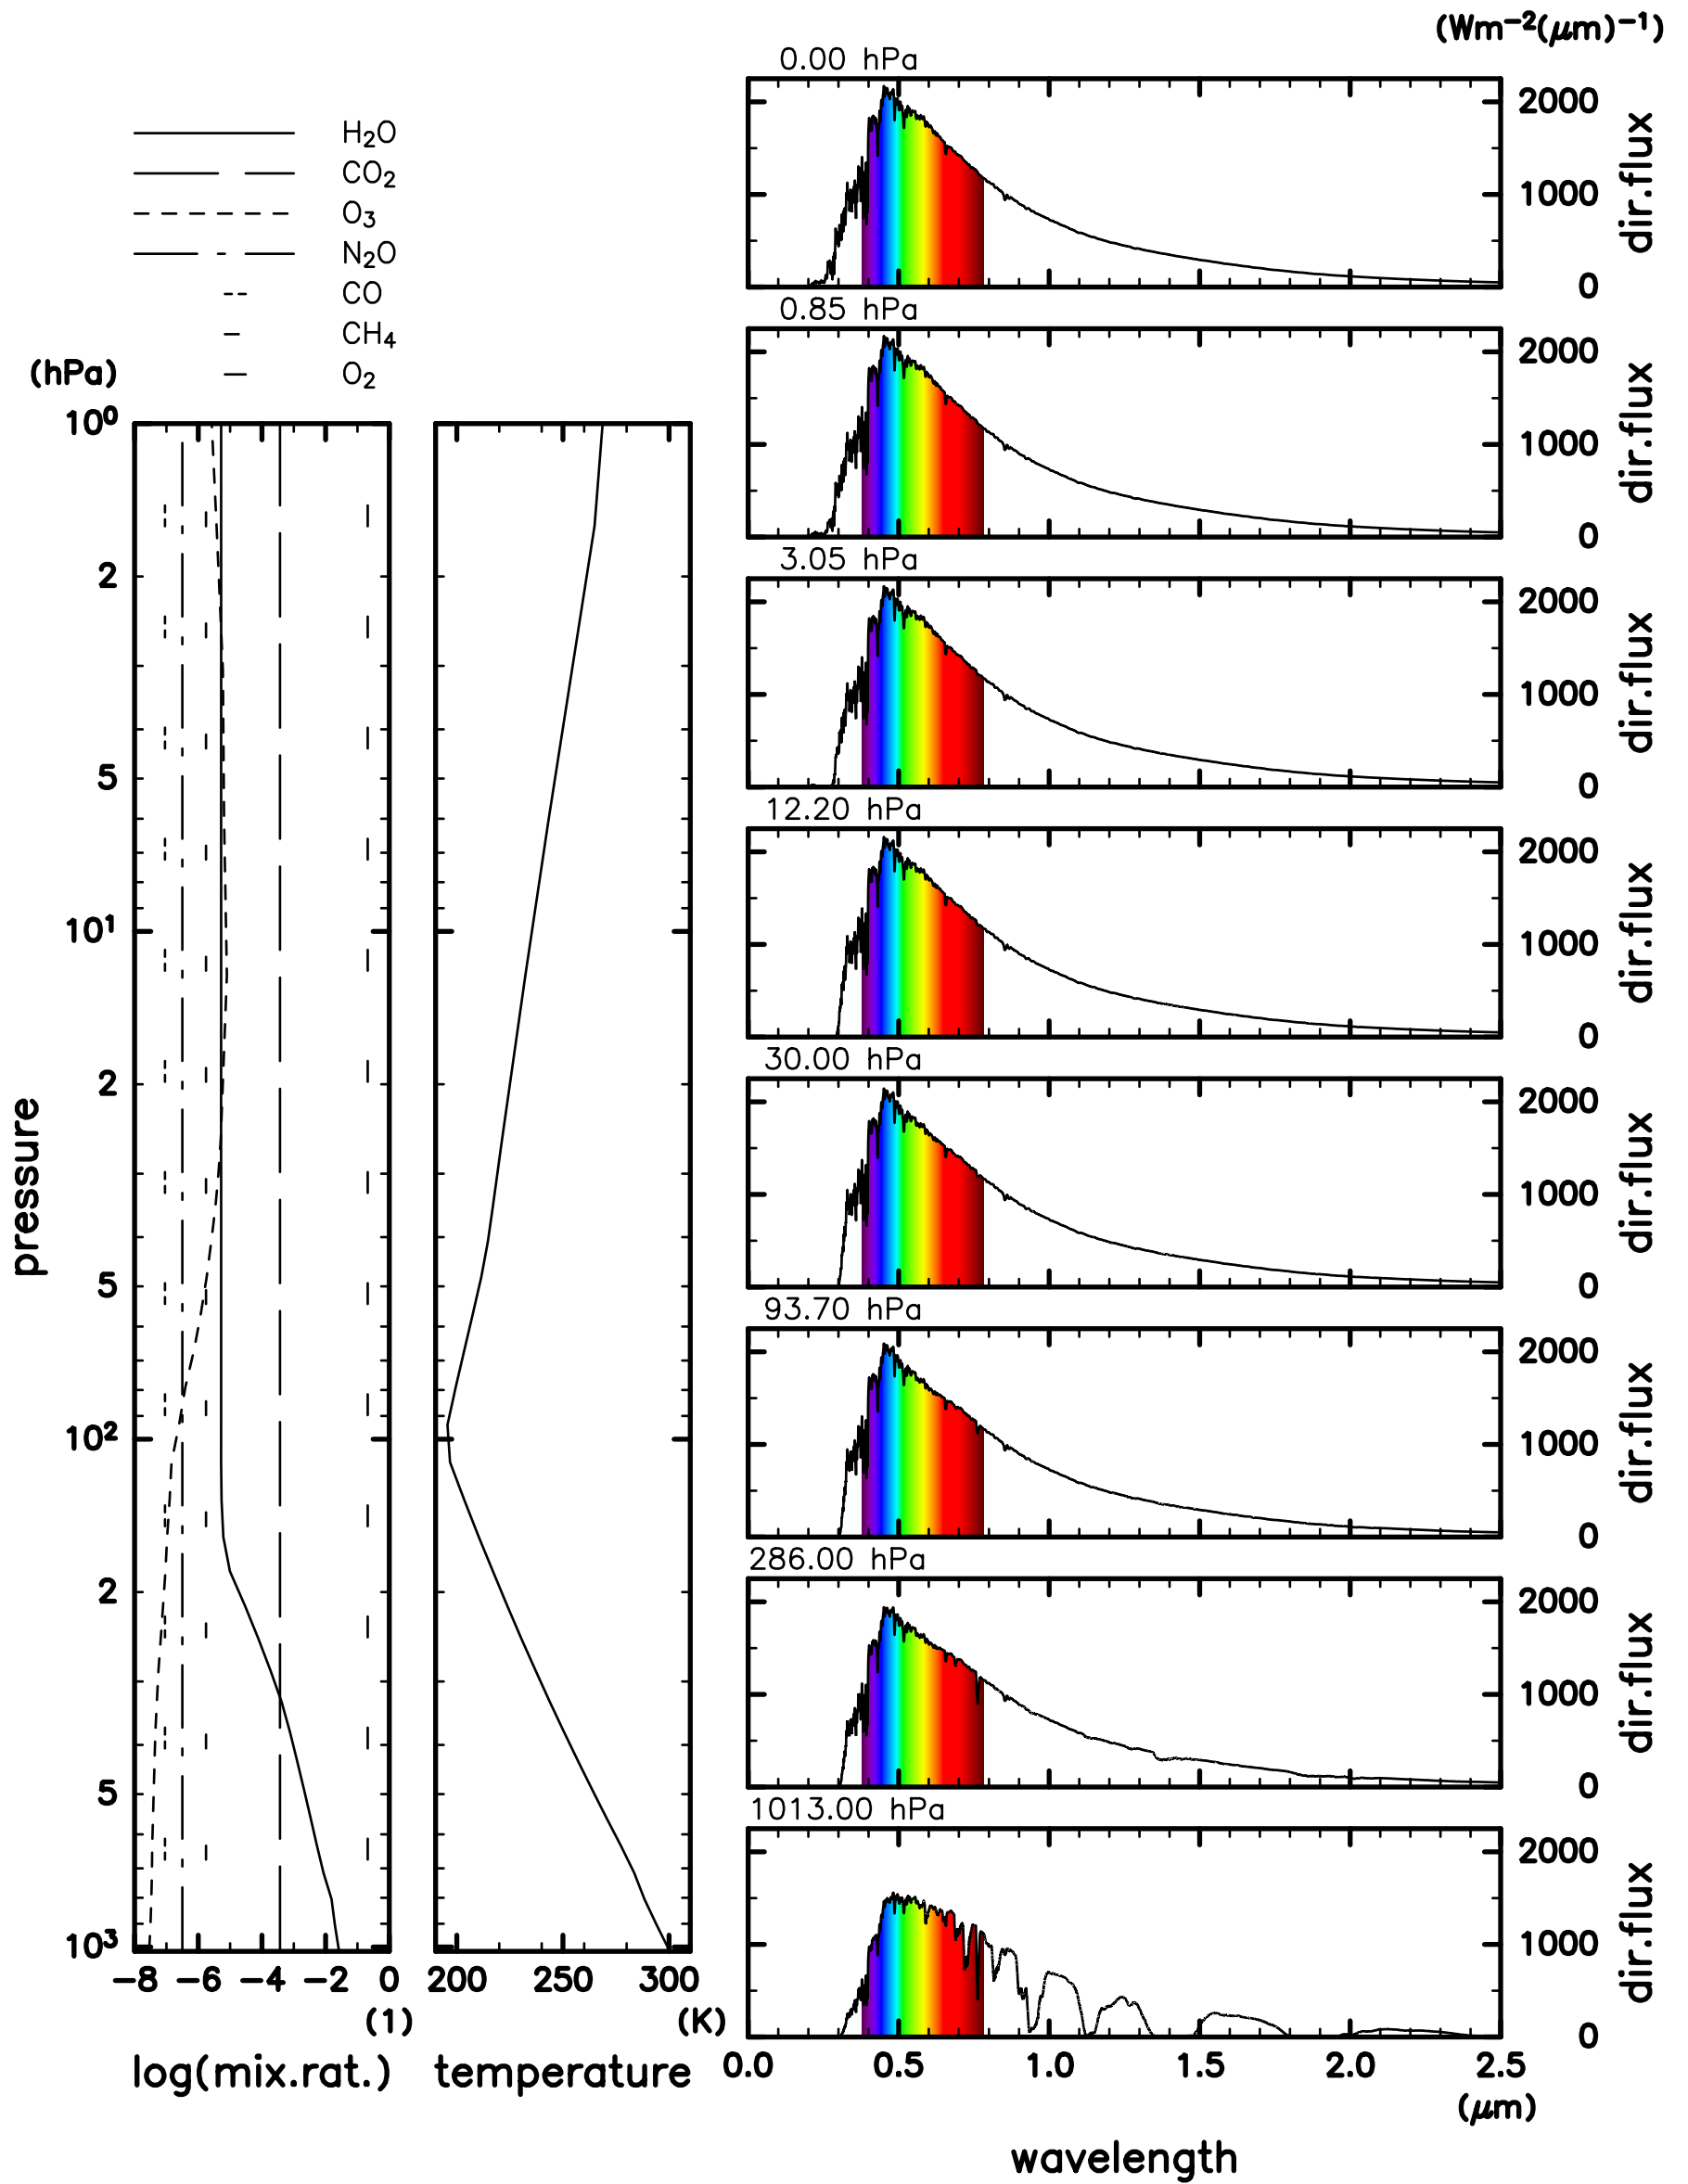 (Wm⁻²(μm)⁻¹)
H₂O
CO₂
O₃
N₂O
CO
CH₄
O₂
(hPa)
10⁰
2
5
10¹
2
5
10²
2
5
10³
pressure
−8 −6 −4 −2 0
(1)
log(mix.rat.)
200 250 300
(K)
temperature
0.00 hPa
2000
1000
0
dir.flux
0.85 hPa
2000
1000
0
dir.flux
3.05 hPa
2000
1000
0
dir.flux
12.20 hPa
2000
1000
0
dir.flux
30.00 hPa
2000
1000
0
dir.flux
93.70 hPa
2000
1000
0
dir.flux
286.00 hPa
2000
1000
0
dir.flux
1013.00 hPa
2000
1000
0
dir.flux
0.0 0.5 1.0 1.5 2.0 2.5
(μm)
wavelength